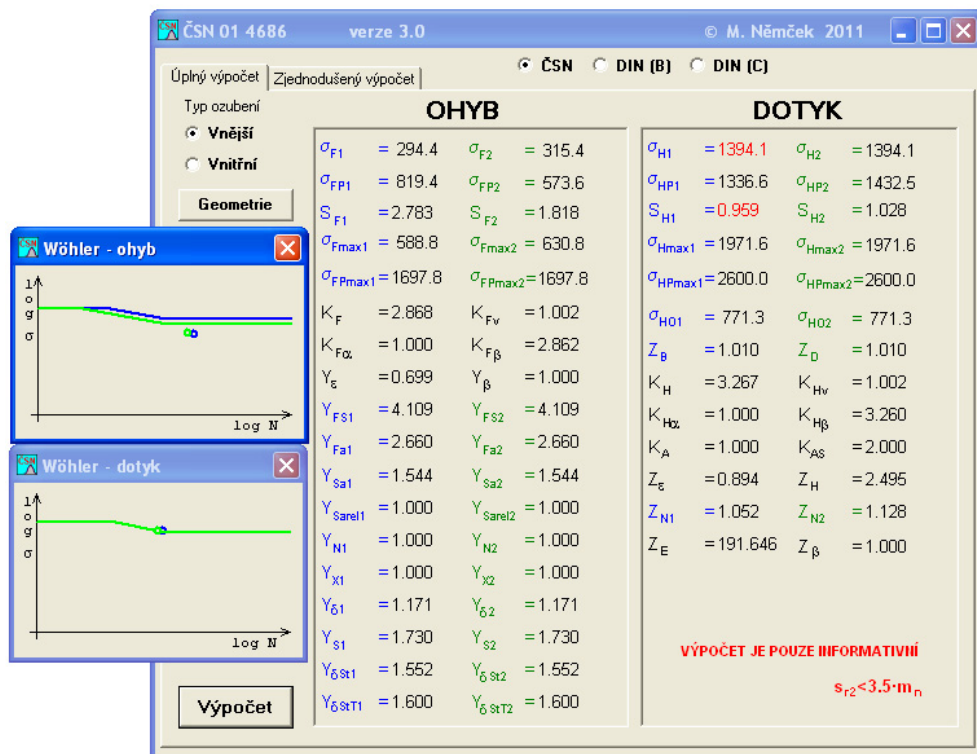 ČSN 01 4686 verze 3.0 © M. Němček 2011
ČSN DIN (B) DIN (C)
Úplný výpočet Zjednodušený výpočet
Typ ozubení
Vnější
Vnitřní
Geometrie
Wöhler - ohyb
log σ
log N
Wöhler - dotyk
log σ
log N
Výpočet
OHYB
σF1 = 294.4 σF2 = 315.4
σFP1 = 819.4 σFP2 = 573.6
SF1 =2.783 SF2 =1.818
σFmax1 = 588.8 σFmax2 = 630.8
σFPmax1 =1697.8 σFPmax2 =1697.8
KF =2.868 KFv =1.002
KFα =1.000 KFβ =2.862
Yε =0.699 Yβ =1.000
YFS1 =4.109 YFS2 =4.109
YFa1 =2.660 YFa2 =2.660
YSa1 =1.544 YSa2 =1.544
YSarel1 =1.000 YSarel2 =1.000
YN1 =1.000 YN2 =1.000
YX1 =1.000 YX2 =1.000
Yδ1 =1.171 Yδ2 =1.171
YS1 =1.730 YS2 =1.730
YδSt1 =1.552 YδSt2 =1.552
YδStT1 =1.600 YδStT2 =1.600
DOTYK
σH1 =1394.1 σH2 =1394.1
σHP1 =1336.6 σHP2 =1432.5
SH1 =0.959 SH2 =1.028
σHmax1 =1971.6 σHmax2 =1971.6
σHPmax1 =2600.0 σHPmax2 =2600.0
σHO1 = 771.3 σHO2 = 771.3
ZB =1.010 ZD =1.010
KH =3.267 KHv =1.002
KHα =1.000 KHβ =3.260
KA =1.000 KAS =2.000
Zε =0.894 ZH =2.495
ZN1 =1.052 ZN2 =1.128
ZE =191.646 Zβ =1.000
VÝPOČET JE POUZE INFORMATIVNÍ
sr2<3.5·mn